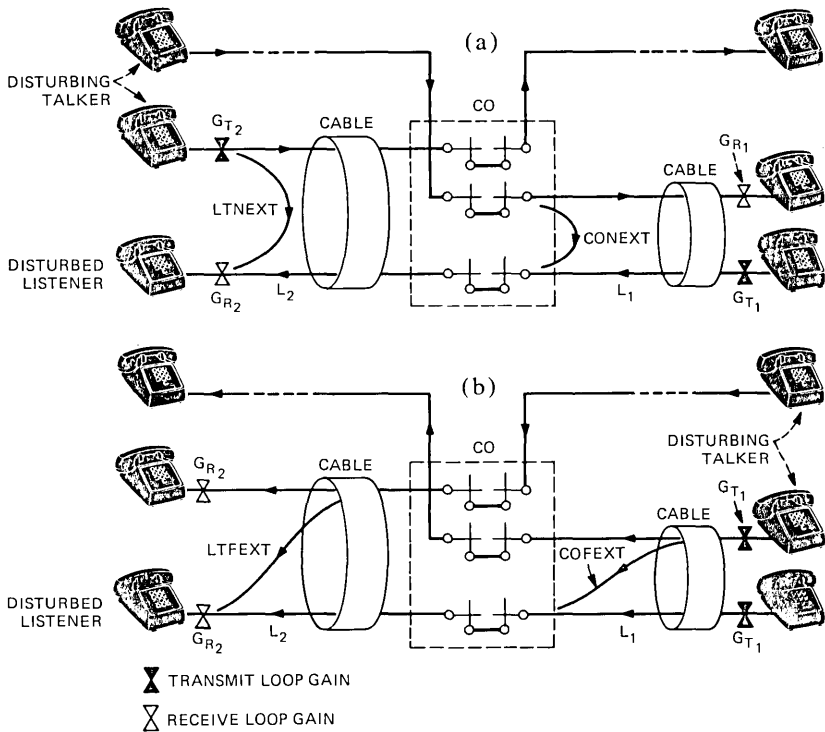 (a)
DISTURBING
TALKER
G_T2
CABLE
CO
CABLE
G_R1
LTNEXT
CONEXT
DISTURBED
LISTENER
G_R2
L_2
L_1
G_T1
(b)
G_R2
CABLE
CO
DISTURBING
TALKER
G_T1
CABLE
LTFEXT
COFEXT
DISTURBED
LISTENER
G_R2
L_2
L_1
G_T1
TRANSMIT LOOP GAIN
RECEIVE LOOP GAIN